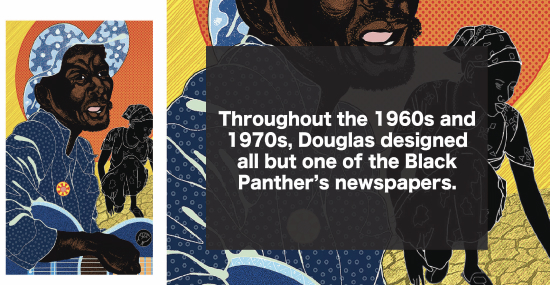 Throughout the 1960s and
1970s, Douglas designed
all but one of the Black
Panther’s newspapers.